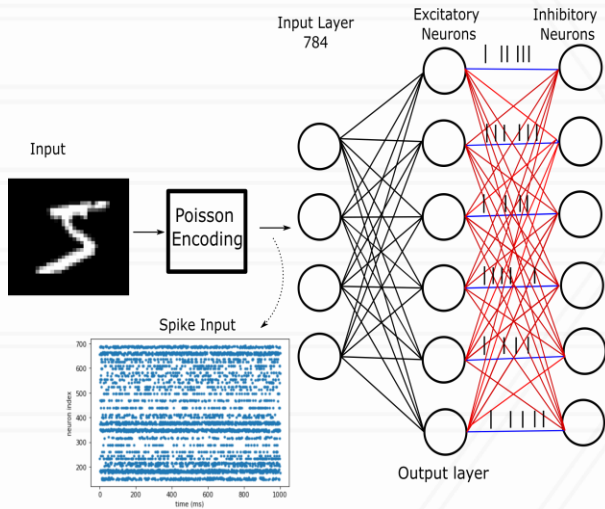 Input Layer
784
Excitatory
Neurons
Inhibitory
Neurons
Input
Poisson
Encoding
Spike Input
700
600
500
400
300
200
neuron index
0
200
400
600
800
1000
time (ms)
Output layer